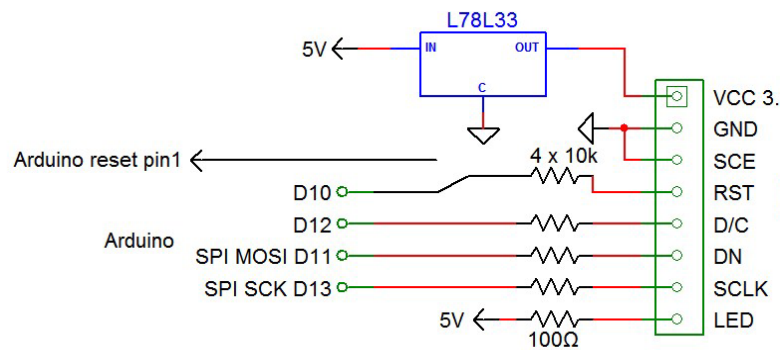 L78L33
5V
IN
OUT
C
VCC 3.
GND
4 x 10k
SCE
Arduino reset pin1
RST
D10
D12
D/C
Arduino
SPI MOSI D11
DN
SPI SCK D13
SCLK
5V
LED
100Ω